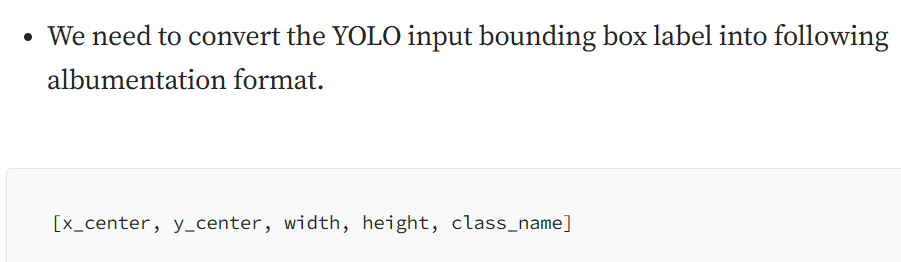 • We need to convert the YOLO input bounding box label into following
albumentation format.
[x_center, y_center, width, height, class_name]